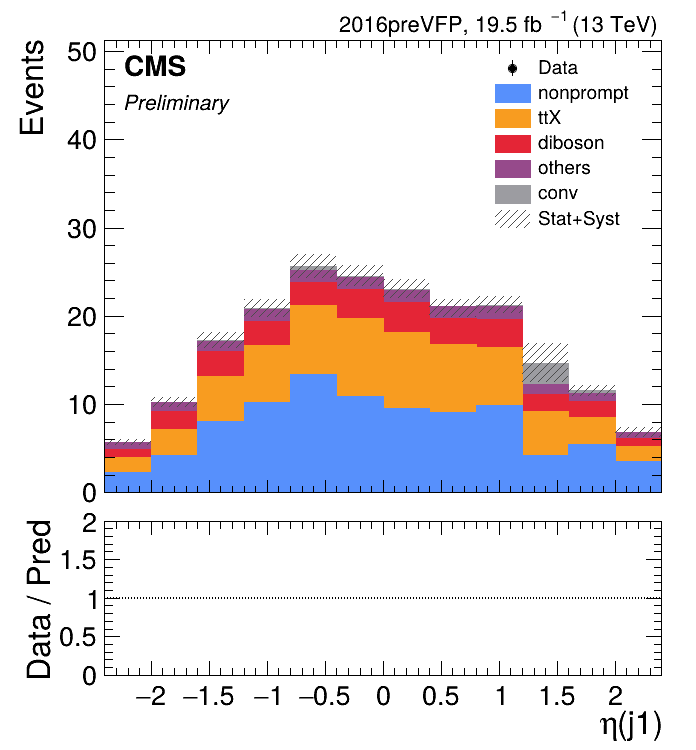 2016preVFP, 19.5 fb⁻¹ (13 TeV)
CMS
Preliminary
Events
50
40
30
20
10
0
Data
nonprompt
ttX
diboson
others
conv
Stat+Syst
Data / Pred
2
1.5
1
0.5
0
−2 −1.5 −1 −0.5 0 0.5 1 1.5 2
η(j1)